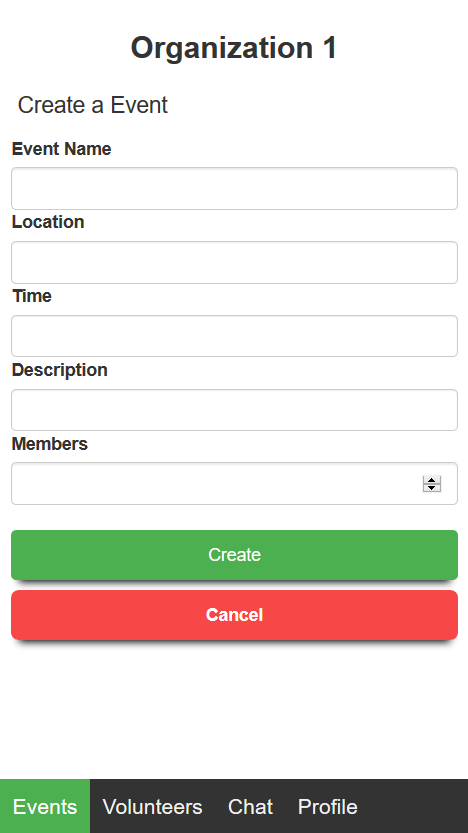 Organization 1
Create a Event
Event Name
Location
Time
Description
Members
Create
Cancel
Events Volunteers Chat Profile